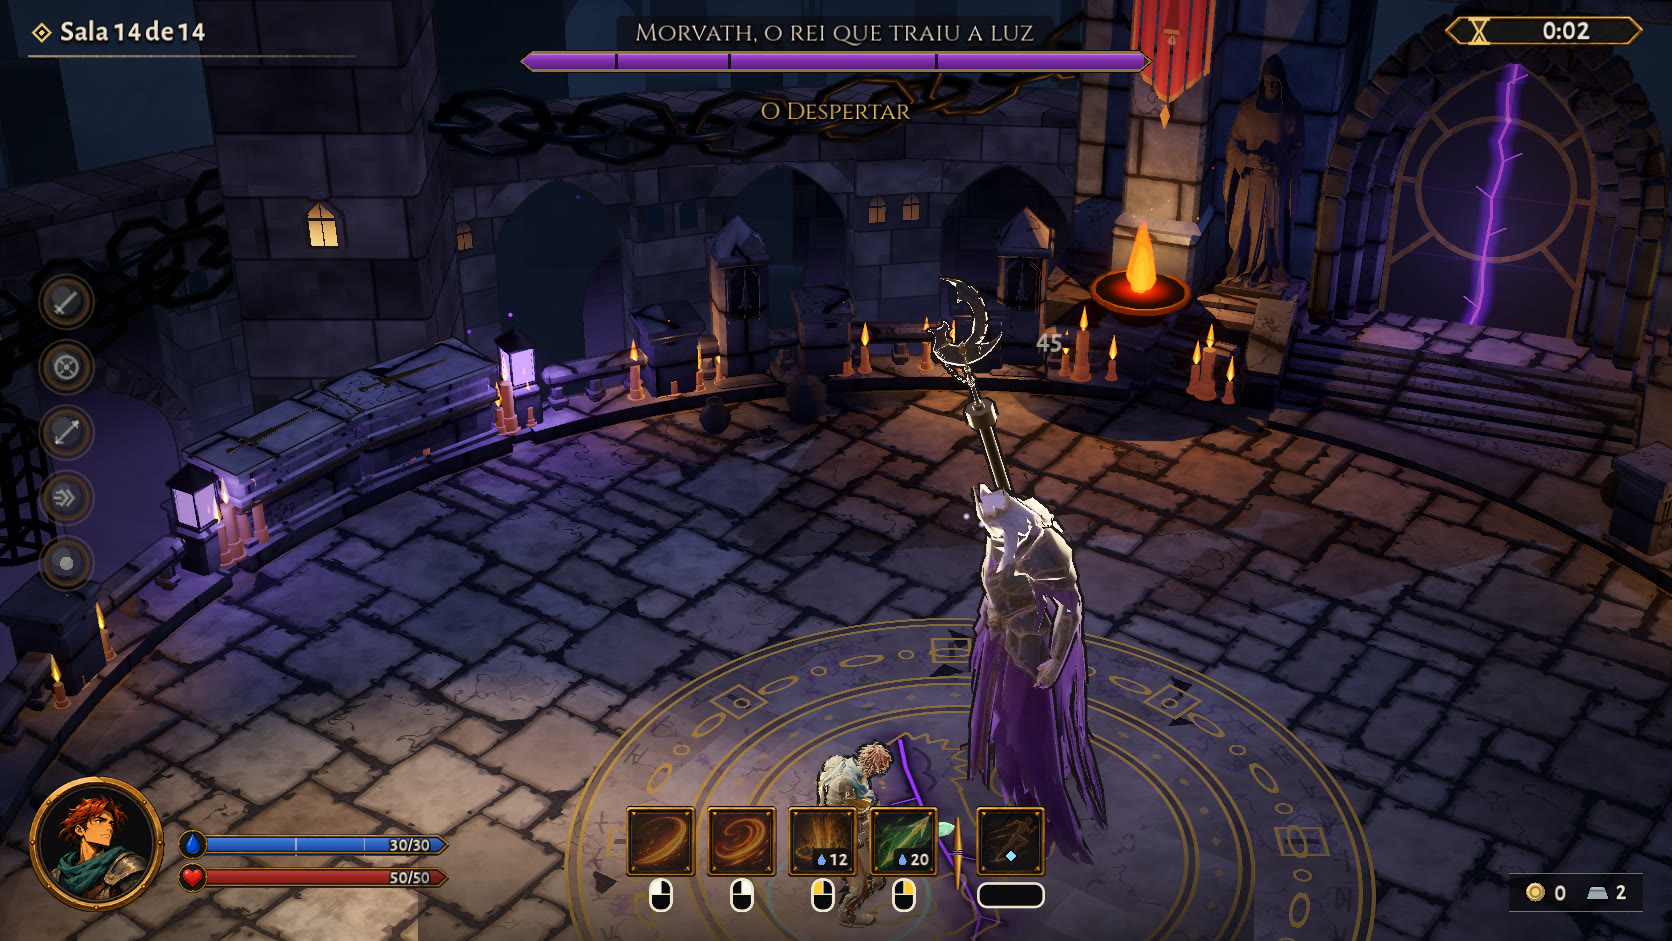 Sala 14 de 14
Morvath, o rei que traiu a luz
0:02
O Despertar
45
30/30
50/50
12
20
0
2